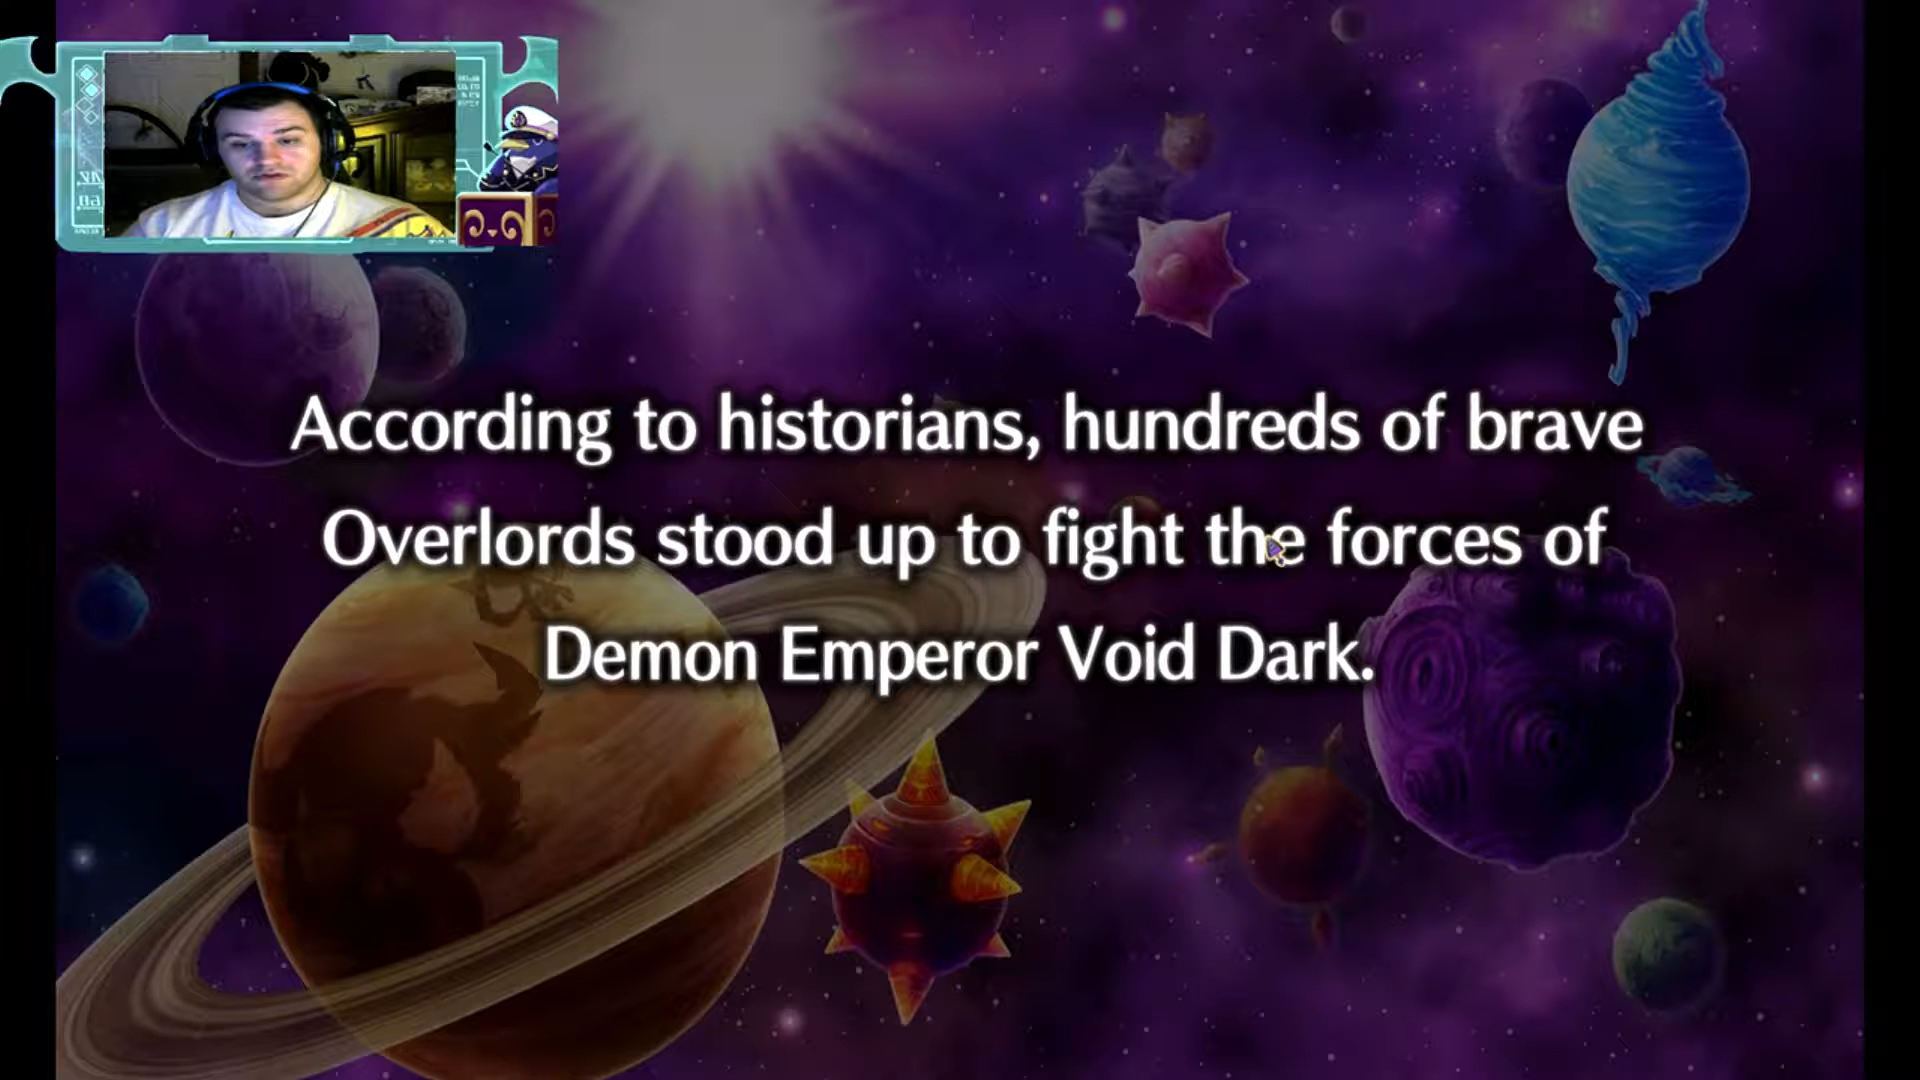 According to historians, hundreds of brave
Overlords stood up to fight the forces of
Demon Emperor Void Dark.